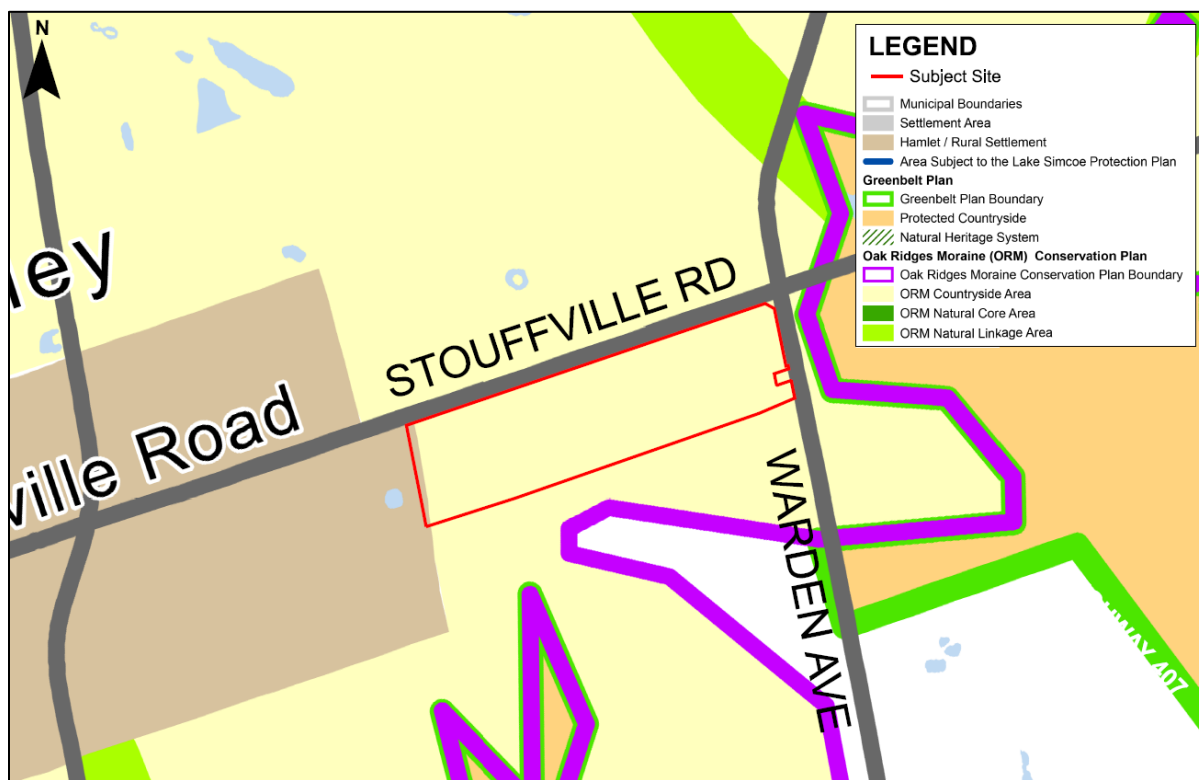 N
LEGEND
Subject Site
Municipal Boundaries
Settlement Area
Hamlet / Rural Settlement
Area Subject to the Lake Simcoe Protection Plan
Greenbelt Plan
Greenbelt Plan Boundary
Protected Countryside
Natural Heritage System
Oak Ridges Moraine (ORM) Conservation Plan
Oak Ridges Moraine Conservation Plan Boundary
ORM Countryside Area
ORM Natural Core Area
ORM Natural Linkage Area
ley
STOUFFVILLE RD
ville Road
WARDEN AVE
GHWAY 407